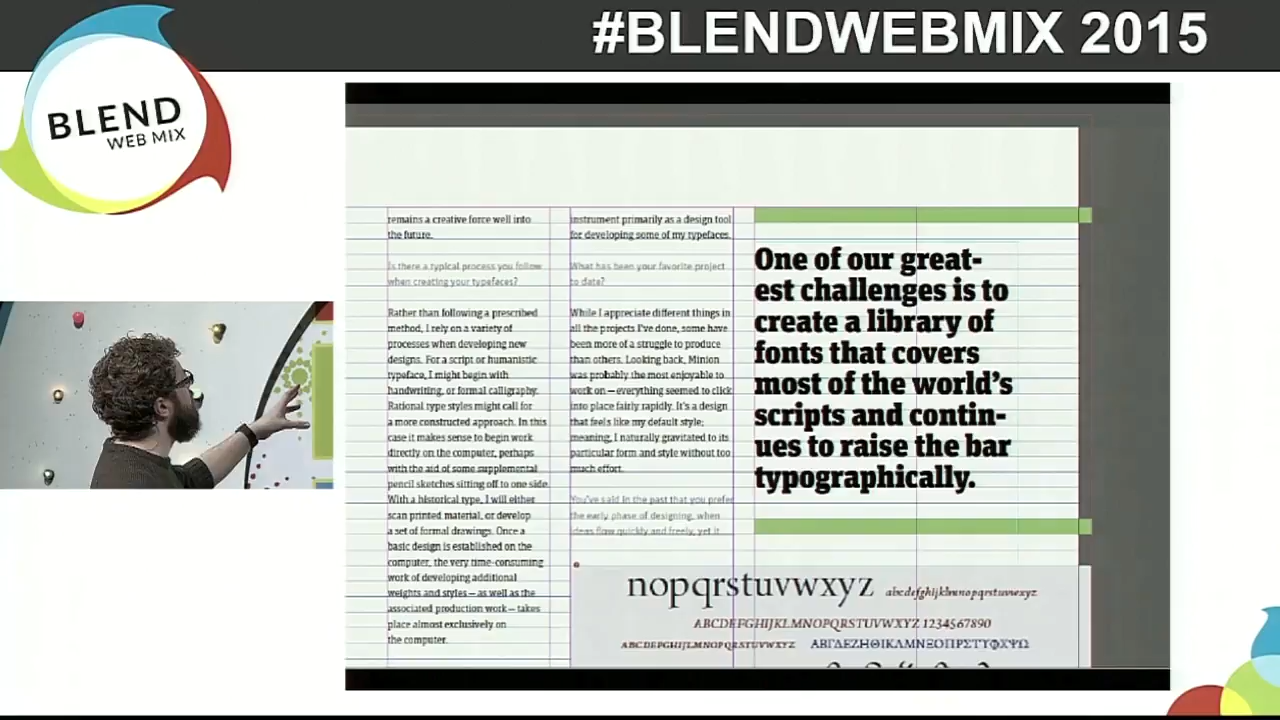 #BLENDWEBMIX 2015
BLEND
WEB MIX
remains a creative force well into
the future.
Is there a typical process you follow
when creating your typefaces?
Rather than following a prescribed
method, I rely on a variety of
processes when developing new
designs. For a script or humanistic
typeface, I might begin with
handwriting, or formal calligraphy.
Rational type styles might call for
a more constructed approach. In this
case it makes sense to begin work
directly on the computer, perhaps
with the aid of some supplemental
pencil sketches sitting off to one side.
With a historical type, I will either
scan printed material, or develop
a set of formal drawings. Once a
basic design is established on the
computer, the very time-consuming
work of developing additional
weights and styles – as well as the
associated production work – takes
place almost exclusively on
the computer.
instrument primarily as a design tool
for developing some of my typefaces.
What has been your favorite project
to date?
While I appreciate different things in
all the projects I've done, some have
been more of a struggle to produce
than others. Looking back, Minion
was probably the most enjoyable to
work on – everything seemed to click
into place fairly rapidly. It's a design
that feels like my default style;
meaning, I naturally gravitated to its
particular form and style without too
much effort.
You've said in the past that you prefer
the early phase of designing, when
ideas flow quickly and freely, yet it
One of our great-
est challenges is to
create a library of
fonts that covers
most of the world's
scripts and contin-
ues to raise the bar
typographically.
nopqrstuvwxyz abcdefghijklmnopqrstuvwxyz
ABCDEFGHIJKLMNOPQRSTUVWXYZ 1234567890
ABCDEFGHIJLMNOPQRSTUVWXYZ ΑΒΓΔΕΖΗΘΙΚΛΜΝΞΟΠΡΣΤΥΦΧΨΩ